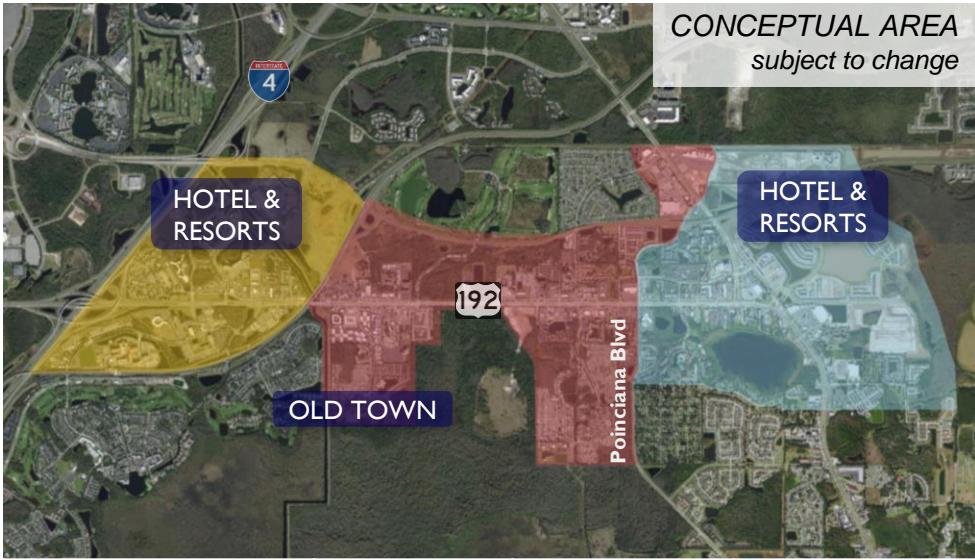 CONCEPTUAL AREA
subject to change
INTERSTATE
4
HOTEL &
RESORTS
HOTEL &
RESORTS
192
Poinciana Blvd
OLD TOWN